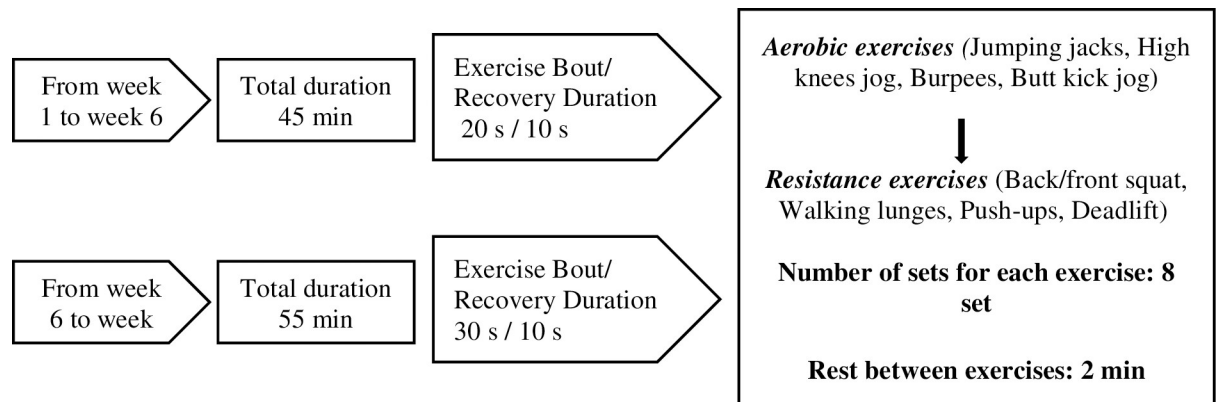 From week
1 to week 6
Total duration
45 min
Exercise Bout/
Recovery Duration
20 s / 10 s
From week
6 to week
Total duration
55 min
Exercise Bout/
Recovery Duration
30 s / 10 s
Aerobic exercises (Jumping jacks, High
knees jog, Burpees, Butt kick jog)
Resistance exercises (Back/front squat,
Walking lunges, Push-ups, Deadlift)
Number of sets for each exercise: 8
set
Rest between exercises: 2 min